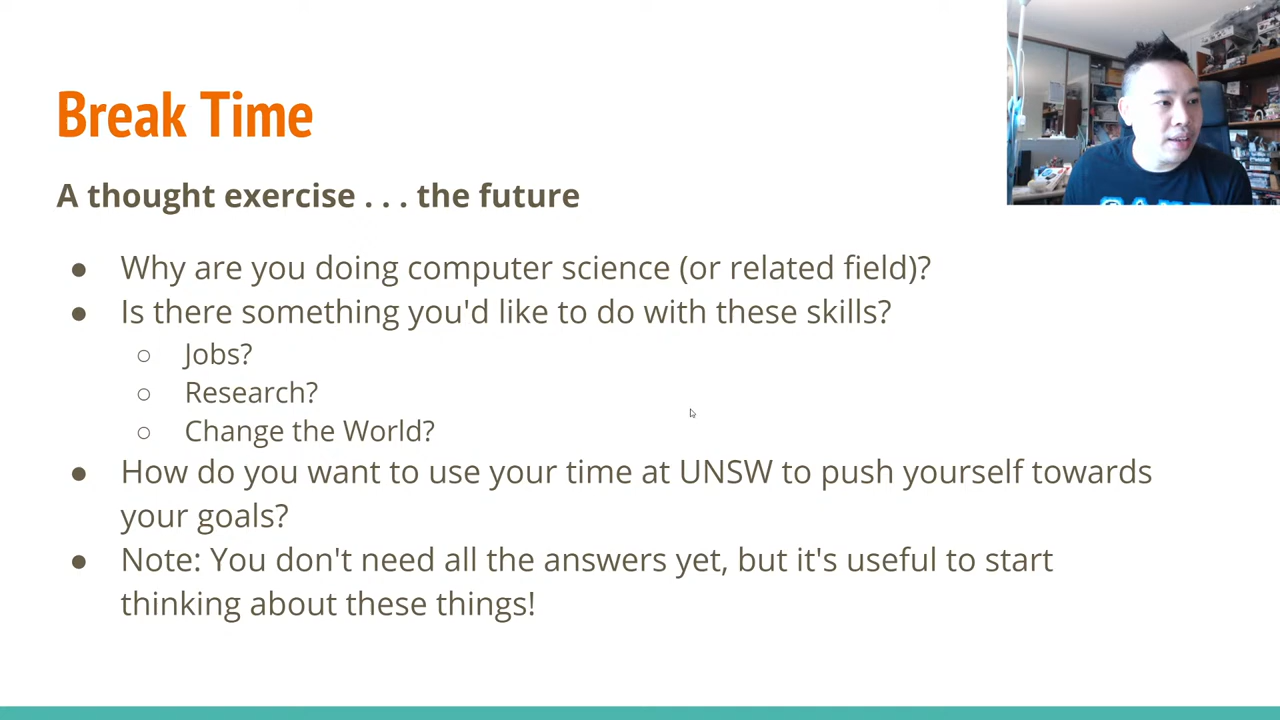 Break Time
A thought exercise . . . the future
● Why are you doing computer science (or related field)?
● Is there something you'd like to do with these skills?
○ Jobs?
○ Research?
○ Change the World?
● How do you want to use your time at UNSW to push yourself towards
your goals?
● Note: You don't need all the answers yet, but it's useful to start
thinking about these things!